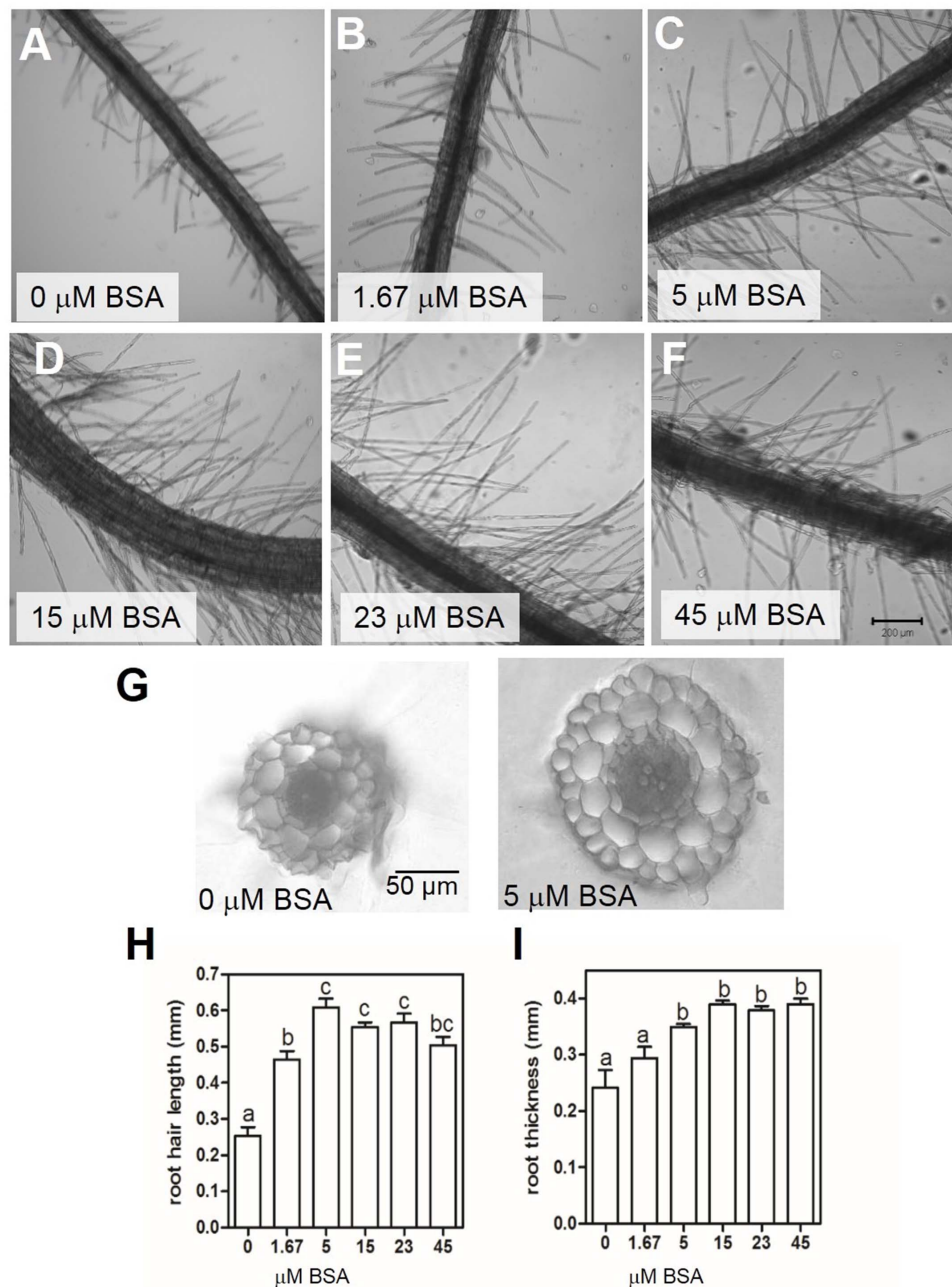 A
B
C
0 μM BSA
1.67 μM BSA
5 μM BSA
D
E
F
15 μM BSA
23 μM BSA
45 μM BSA
200 μm
G
0 μM BSA
50 μm
5 μM BSA
H
root hair length (mm)
0.7
0.6
0.5
0.4
0.3
0.2
0.1
0.0
a
b
c
c
c
bc
0 1.67 5 15 23 45
μM BSA
I
root thickness (mm)
0.4
0.3
0.2
0.1
0.0
a
a
b
b
b
b
0 1.67 5 15 23 45
μM BSA